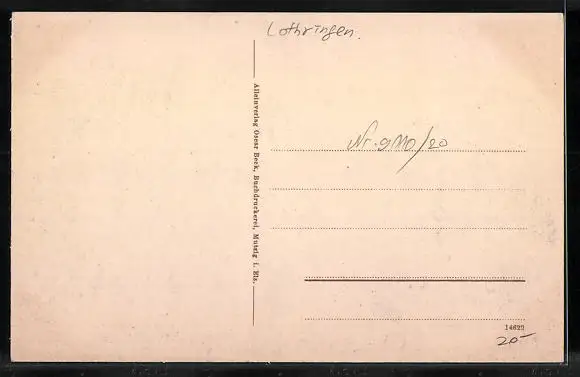 Lothringen.
Alleinverlag Oscar Beck, Buchdruckerei, Mutzig i. Els.
Nr. 9110/20
14622
20-